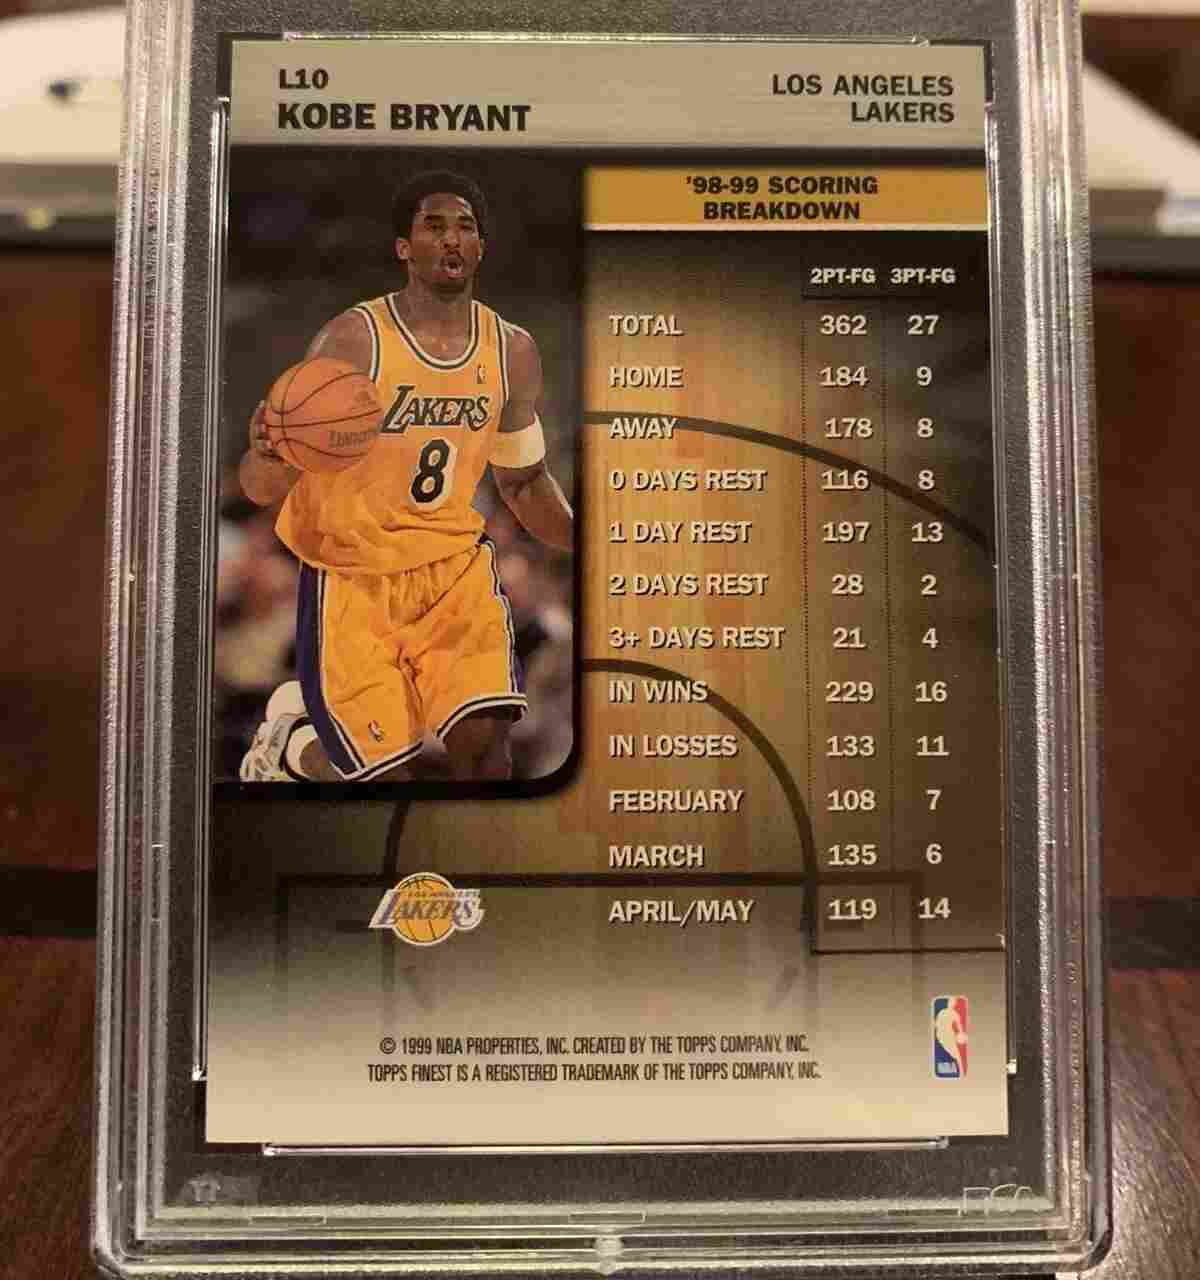 L10
KOBE BRYANT
LOS ANGELES
LAKERS
'98-99 SCORING
BREAKDOWN
2PT-FG 3PT-FG
TOTAL 362 27
HOME 184 9
AWAY 178 8
0 DAYS REST 116 8
1 DAY REST 197 13
2 DAYS REST 28 2
3+ DAYS REST 21 4
IN WINS 229 16
IN LOSSES 133 11
FEBRUARY 108 7
MARCH 135 6
APRIL/MAY 119 14
LAKERS
8
LOS ANGELES
LAKERS
© 1999 NBA PROPERTIES, INC. CREATED BY THE TOPPS COMPANY, INC.
TOPPS FINEST IS A REGISTERED TRADEMARK OF THE TOPPS COMPANY, INC.
NBA
PSA